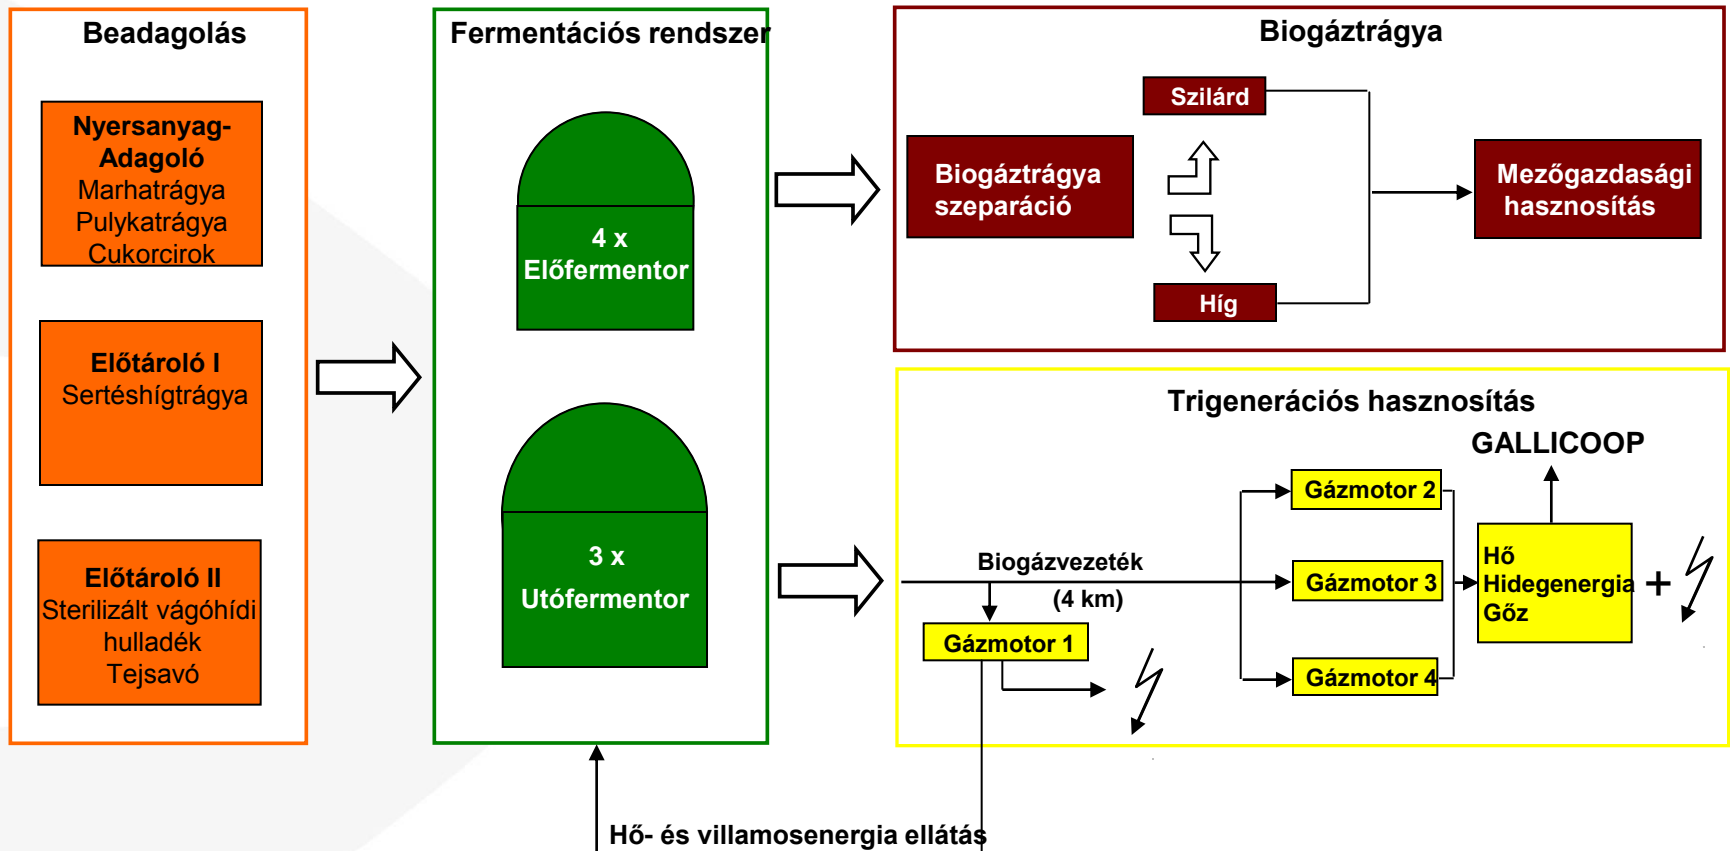 Beadagolás
Nyersanyag-
Adagoló
Marhatrágya
Pulykatrágya
Cukorcirok
Előtároló I
Sertéshígtrágya
Előtároló II
Sterilizált vágóhídi
hulladék
Tejsavó
Fermentációs rendszer
4 x
Előfermentor
3 x
Utófermentor
Biogáztrágya
Biogáztrágya
szeparáció
Szilárd
Híg
Mezőgazdasági
hasznosítás
Trigenerációs hasznosítás
GALLICOOP
Biogázvezeték
(4 km)
Gázmotor 1
Gázmotor 2
Gázmotor 3
Gázmotor 4
Hő
Hidegenergia
Gőz
+
Hő- és villamosenergia ellátás